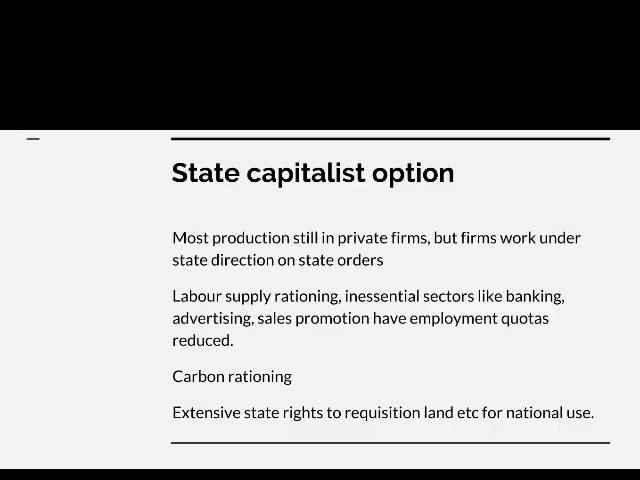 State capitalist option
Most production still in private firms, but firms work under
state direction on state orders
Labour supply rationing, inessential sectors like banking,
advertising, sales promotion have employment quotas
reduced.
Carbon rationing
Extensive state rights to requisition land etc for national use.